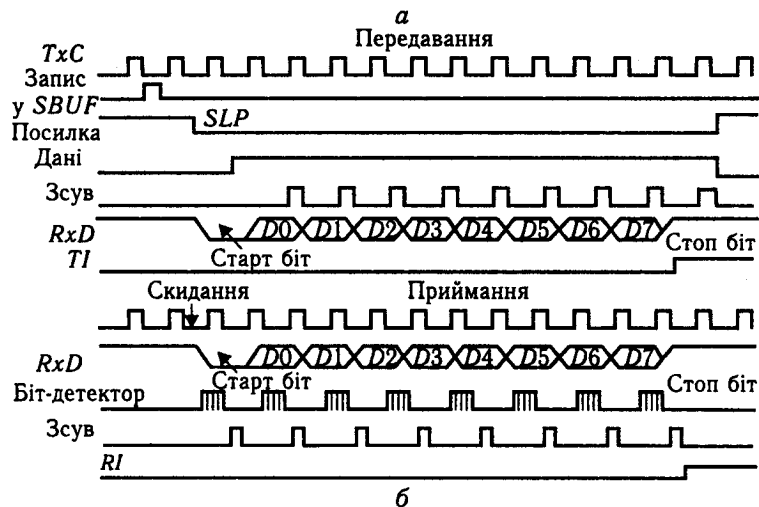 а
Передавання
TxC
Запис
у SBUF
Посилка
SLP
Дані
Зсув
RxD
D0 D1 D2 D3 D4 D5 D6 D7
Старт біт
Стоп біт
TI
Скидання
Приймання
RxD
D0 D1 D2 D3 D4 D5 D6 D7
Старт біт
Стоп біт
Біт-детектор
Зсув
RI
б